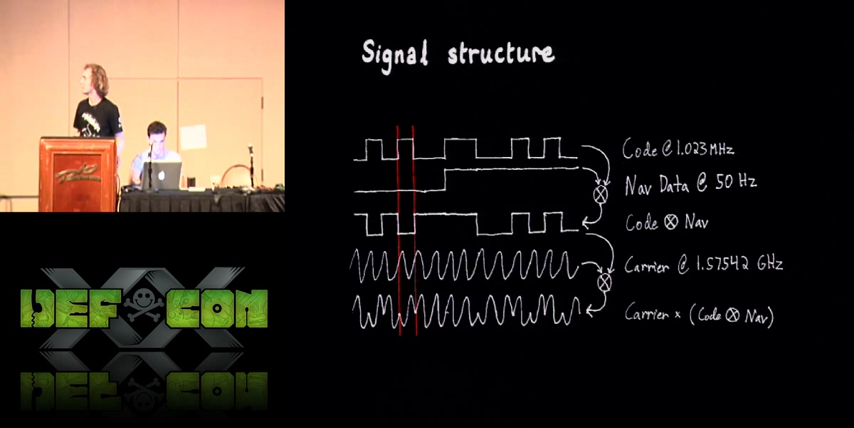 Signal structure
Code @ 1.023 MHz
Nav Data @ 50 Hz
Code ⊗ Nav
Carrier @ 1.57542 GHz
Carrier × (Code ⊗ Nav)
XX
DEF CON